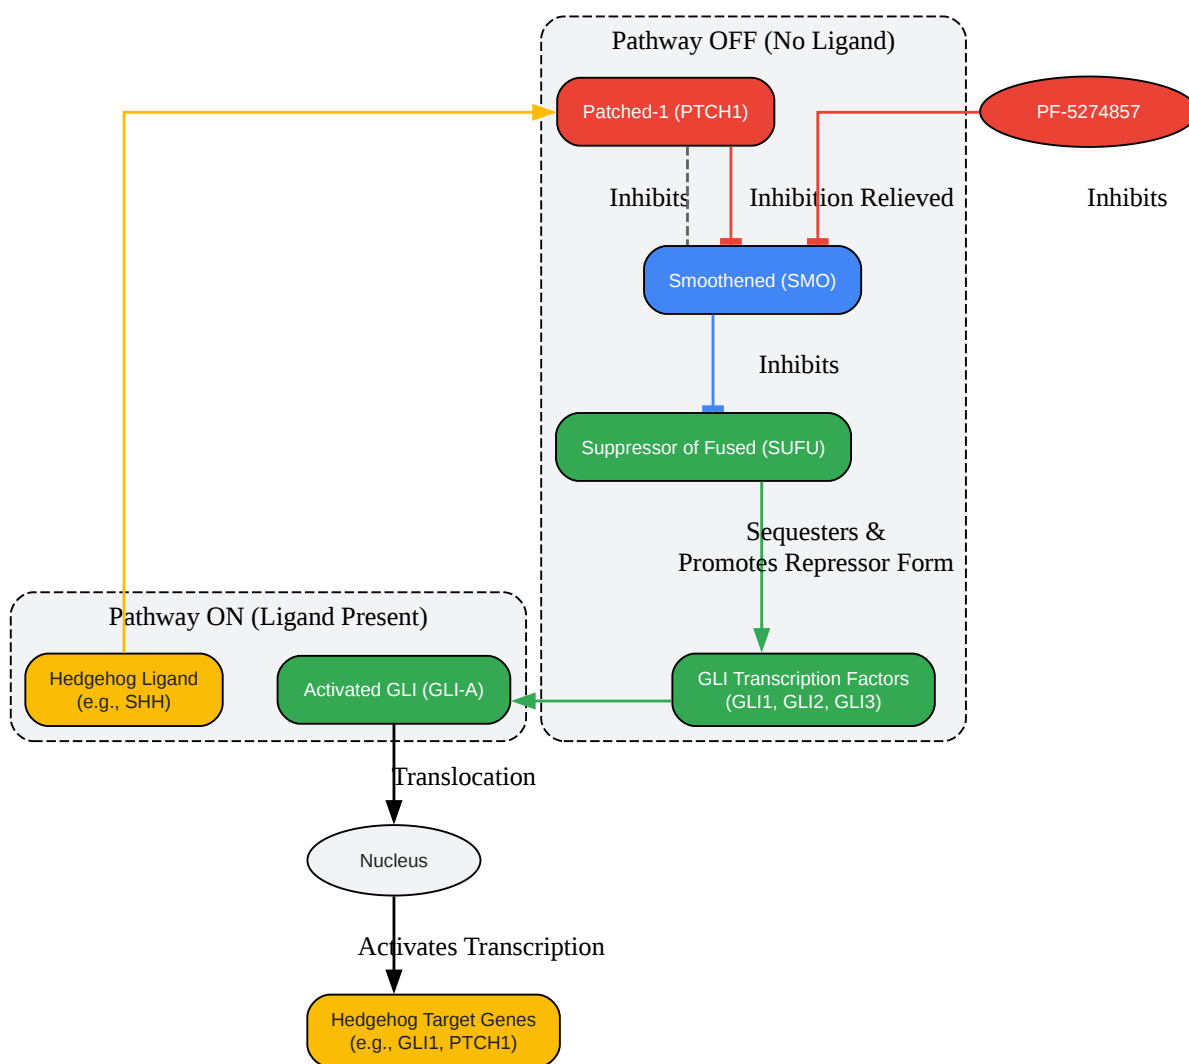 Pathway OFF (No Ligand)
Patched-1 (PTCH1)
PF-5274857
Inhibits
Inhibition Relieved
Inhibits
Smoothened (SMO)
Inhibits
Suppressor of Fused (SUFU)
Sequesters &
Promotes Repressor Form
Pathway ON (Ligand Present)
Hedgehog Ligand
(e.g., SHH)
Activated GLI (GLI-A)
GLI Transcription Factors
(GLI1, GLI2, GLI3)
Translocation
Nucleus
Activates Transcription
Hedgehog Target Genes
(e.g., GLI1, PTCH1)